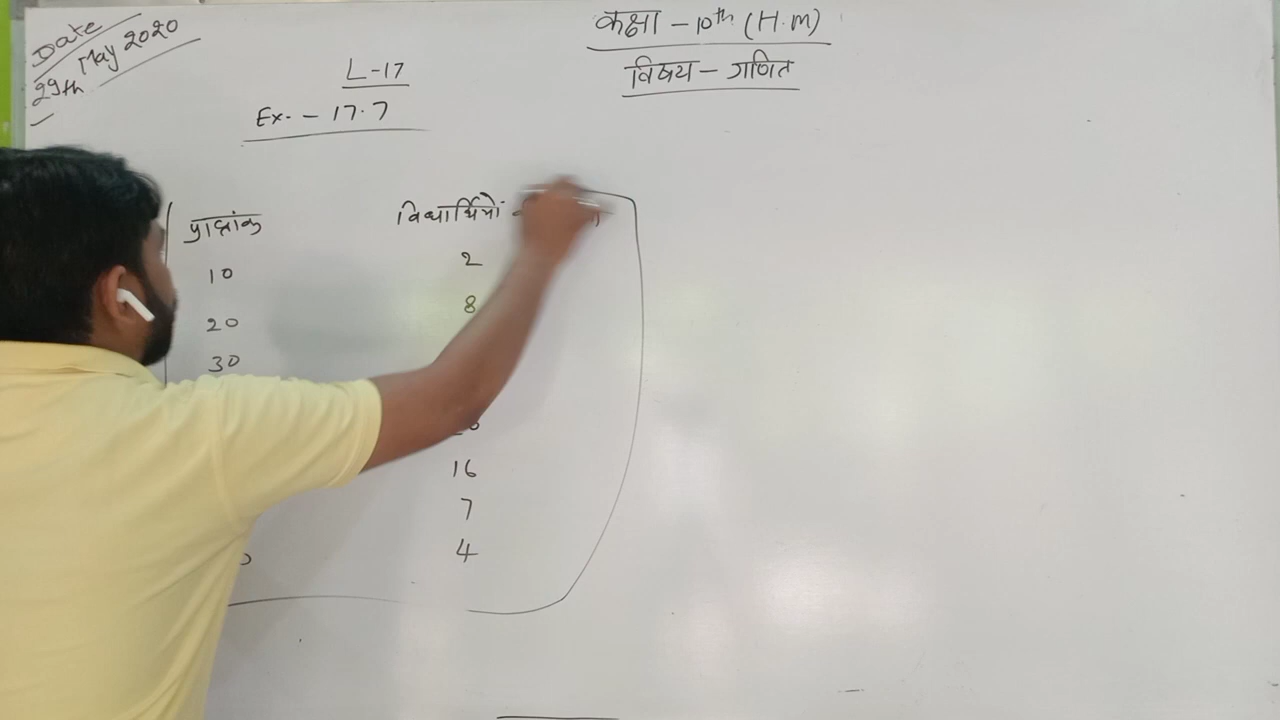 Date
29th May 2020
कक्षा - 10th (H.M)
विषय - गणित
L-17
Ex. - 17.7
प्राप्तांक विद्यार्थियों
10 2
20 8
30
16
7
4